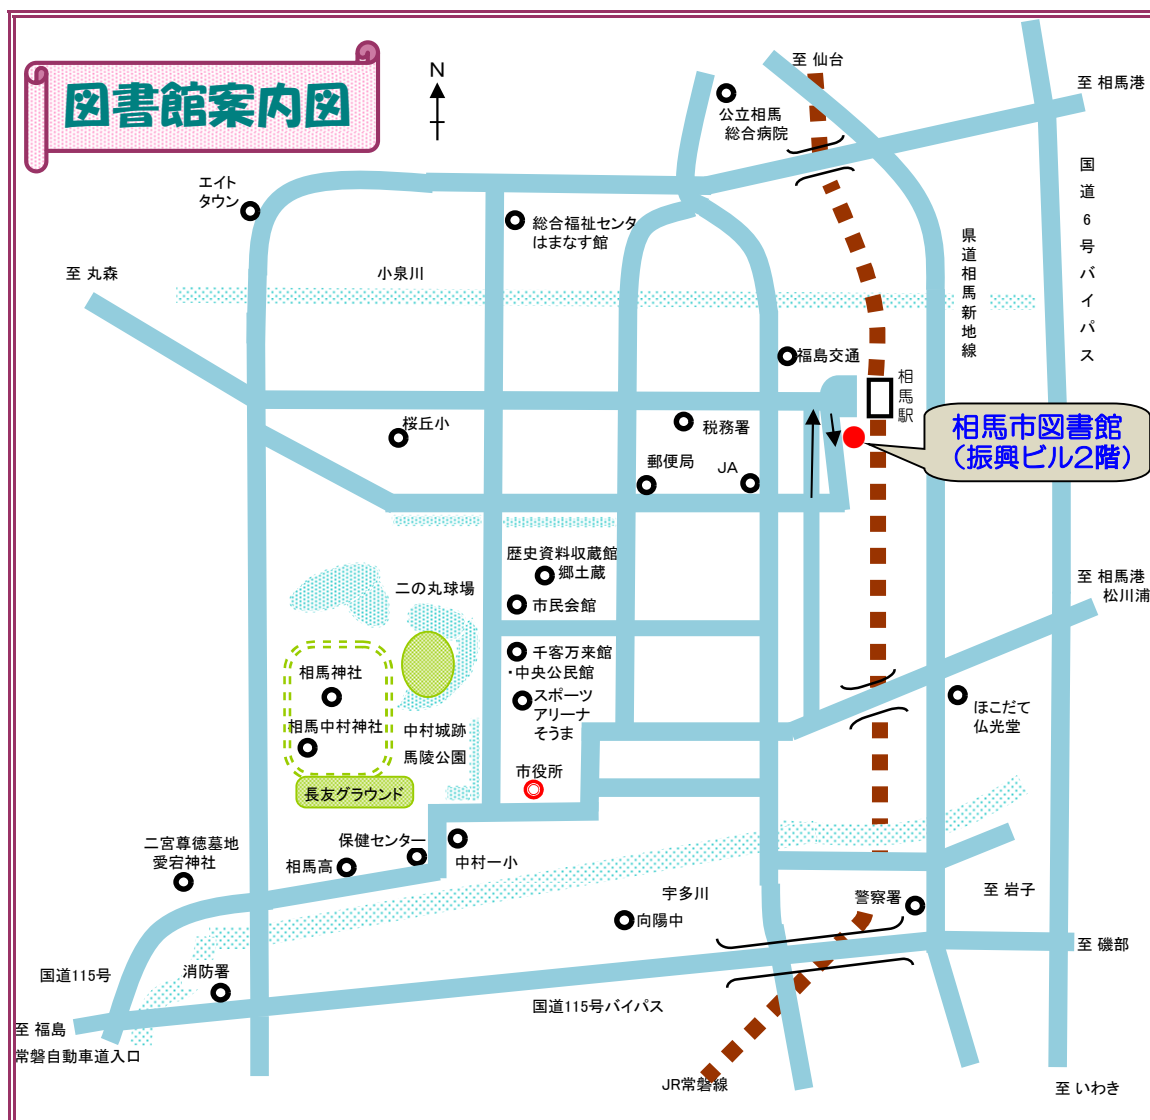 図書館案内図
N
至 仙台
至 相馬港
公立相馬
総合病院
国道6号バイパス
エイト
タウン
総合福祉センタ
はまなす館
県道相馬新地線
至 丸森
小泉川
福島交通
相馬駅
桜丘小
税務署
相馬市図書館
(振興ビル2階)
郵便局
JA
歴史資料収蔵館
郷土蔵
二の丸球場
市民会館
至 相馬港
松川浦
千客万来館
・中央公民館
相馬神社
スポーツ
アリーナ
そうま
ほこだて
仏光堂
相馬中村神社
中村城跡
馬陵公園
市役所
長友グラウンド
二宮尊徳墓地
愛宕神社
保健センター
中村一小
相馬高
宇多川
警察署
至 岩子
向陽中
至 磯部
国道115号
消防署
国道115号バイパス
至 福島
常磐自動車道入口
JR常磐線
至 いわき